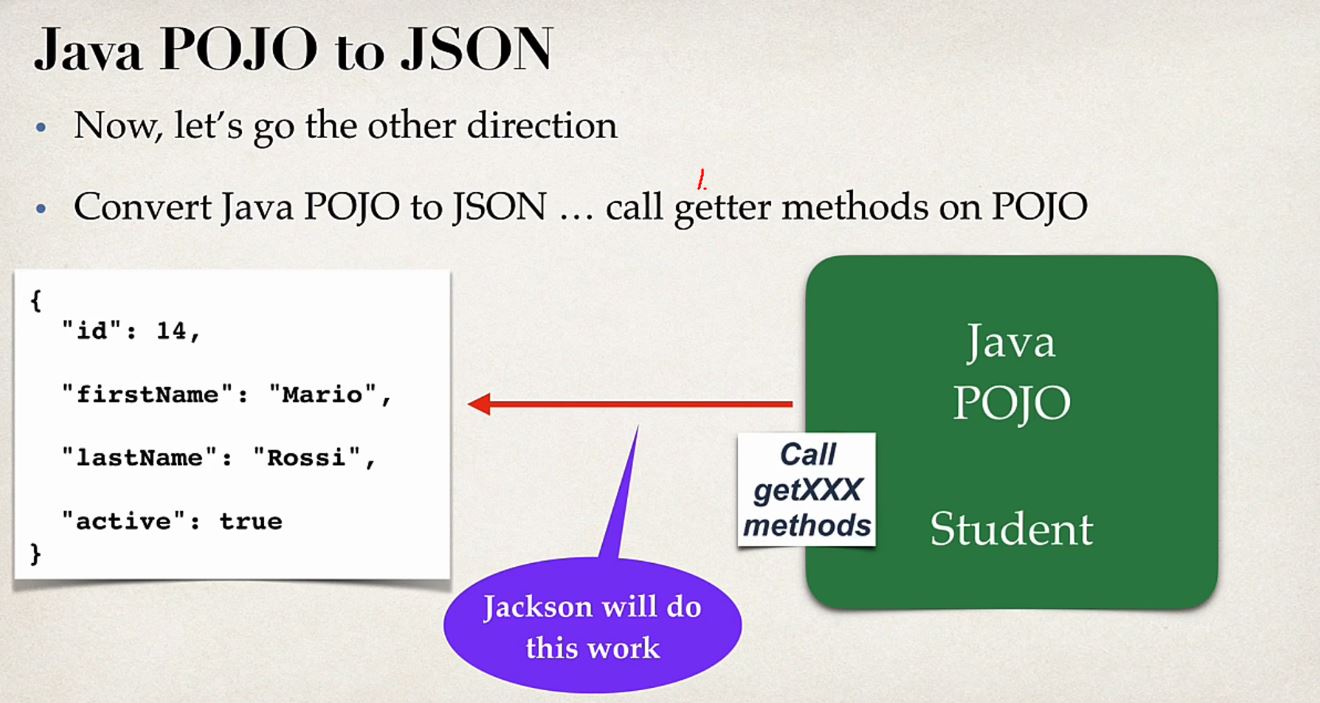 Java POJO to JSON
• Now, let's go the other direction
1.
• Convert Java POJO to JSON … call getter methods on POJO
{
"id": 14,
"firstName": "Mario",
"lastName": "Rossi",
"active": true
}
Java
POJO
Student
Call
getXXX
methods
Jackson will do
this work